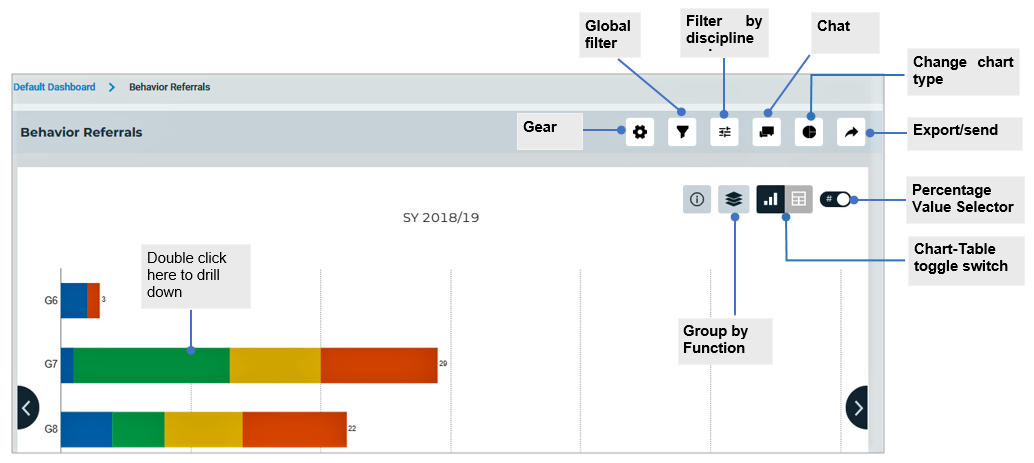 Global
filter
Filter by
discipline
Chat
Change chart
type
Default Dashboard > Behavior Referrals
Behavior Referrals
Gear
Export/send
Percentage
Value Selector
#
SY 2018/19
Chart-Table
toggle switch
Double click
here to drill
down
Group by
Function
G6
3
G7
29
G8
22